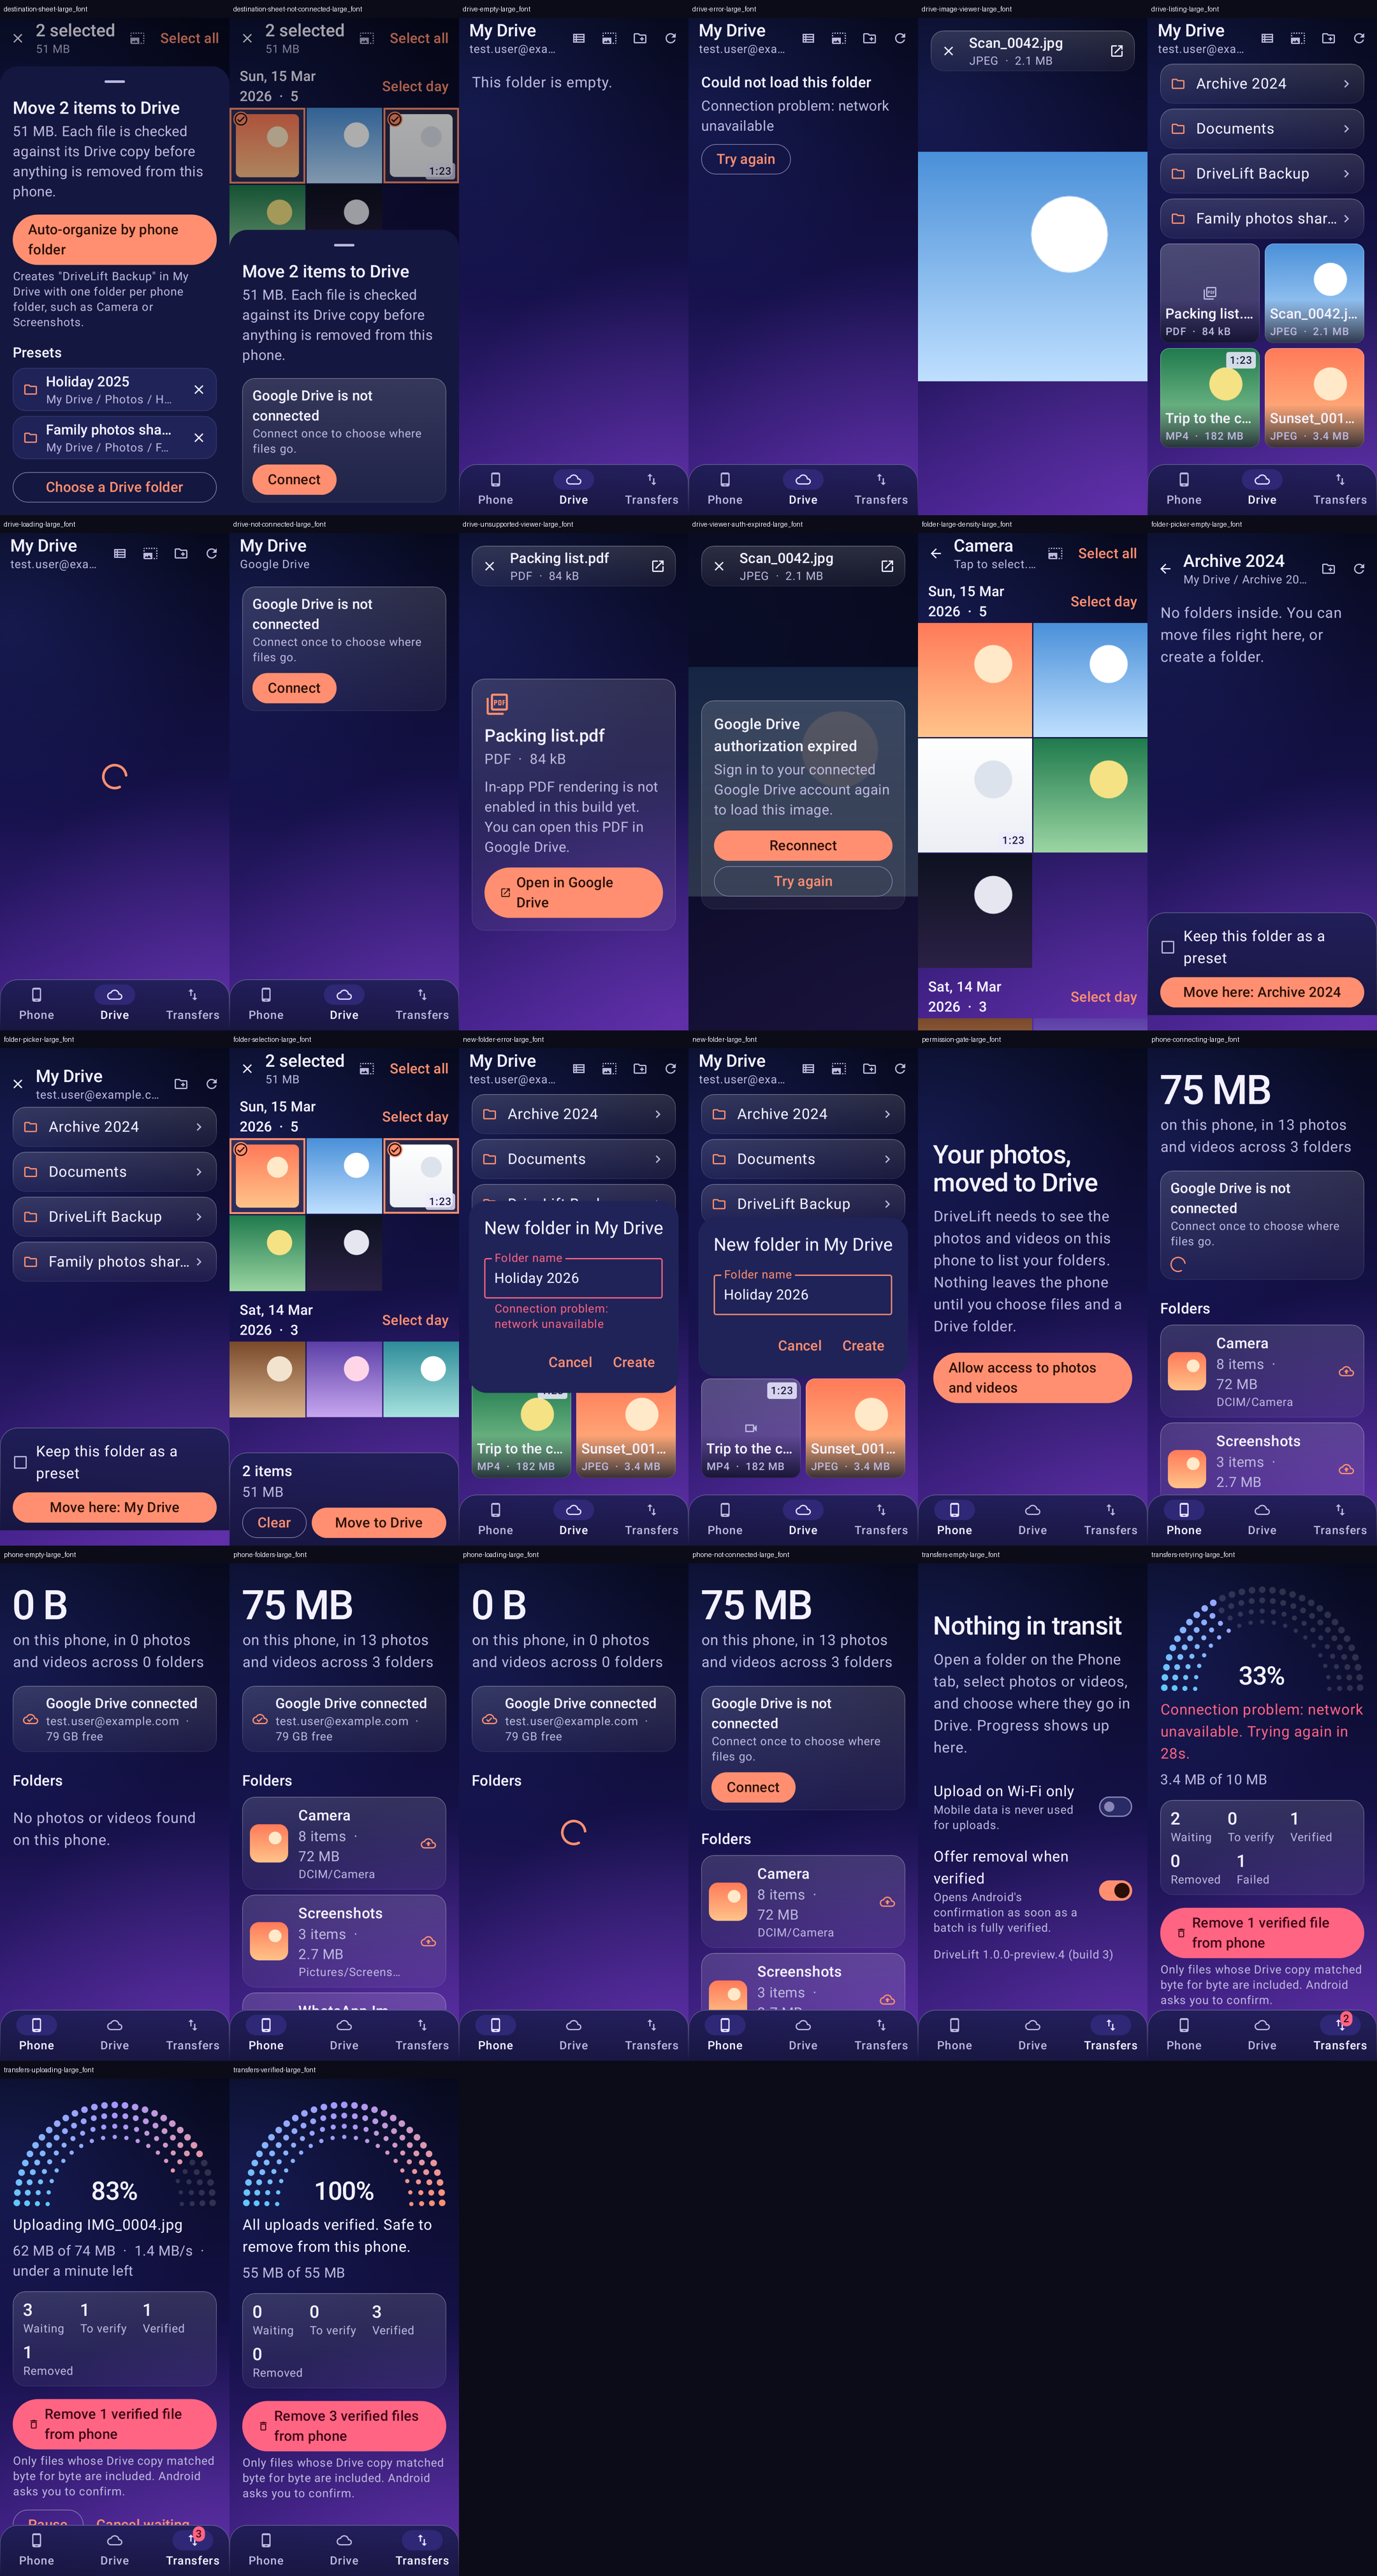 destination-sheet-large_font
2 selected
51 MB
Select all
Move 2 items to Drive
51 MB. Each file is checked
against its Drive copy before
anything is removed from this
phone.
Auto-organize by phone
folder
Creates "DriveLift Backup" in My
Drive with one folder per phone
folder, such as Camera or
Screenshots.
Presets
Holiday 2025
My Drive / Photos / H...
Family photos sha...
My Drive / Photos / F...
Choose a Drive folder
destination-sheet-not-connected-large_font
2 selected
51 MB
Select all
Sun, 15 Mar
2026 · 5
Select day
1:23
Move 2 items to Drive
51 MB. Each file is checked
against its Drive copy before
anything is removed from this
phone.
Google Drive is not
connected
Connect once to choose where
files go.
Connect
drive-empty-large_font
My Drive
test.user@exa...
This folder is empty.
Phone
Drive
Transfers
drive-error-large_font
My Drive
test.user@exa...
Could not load this folder
Connection problem: network
unavailable
Try again
Phone
Drive
Transfers
drive-image-viewer-large_font
Scan_0042.jpg
JPEG · 2.1 MB
drive-listing-large_font
My Drive
test.user@exa...
Archive 2024
Documents
DriveLift Backup
Family photos shar...
PDF
Packing list....
PDF · 84 kB
Scan_0042.j...
JPEG · 2.1 MB
1:23
Trip to the c...
MP4 · 182 MB
Sunset_001...
JPEG · 3.4 MB
Phone
Drive
Transfers
drive-loading-large_font
My Drive
test.user@exa...
Phone
Drive
Transfers
drive-not-connected-large_font
My Drive
Google Drive
Google Drive is not
connected
Connect once to choose where
files go.
Connect
Phone
Drive
Transfers
drive-unsupported-viewer-large_font
Packing list.pdf
PDF · 84 kB
PDF
Packing list.pdf
PDF · 84 kB
In-app PDF rendering is not
enabled in this build yet.
You can open this PDF in
Google Drive.
Open in Google
Drive
drive-viewer-auth-expired-large_font
Scan_0042.jpg
JPEG · 2.1 MB
Google Drive
authorization expired
Sign in to your connected
Google Drive account again
to load this image.
Reconnect
Try again
folder-large-density-large_font
Camera
Tap to select....
Select all
Sun, 15 Mar
2026 · 5
Select day
1:23
Sat, 14 Mar
2026 · 3
Select day
folder-picker-empty-large_font
Archive 2024
My Drive / Archive 20...
No folders inside. You can
move files right here, or
create a folder.
Keep this folder as a
preset
Move here: Archive 2024
folder-picker-large_font
My Drive
test.user@example.c...
Archive 2024
Documents
DriveLift Backup
Family photos shar...
Keep this folder as a
preset
Move here: My Drive
folder-selection-large_font
2 selected
51 MB
Select all
Sun, 15 Mar
2026 · 5
Select day
1:23
Sat, 14 Mar
2026 · 3
Select day
2 items
51 MB
Clear
Move to Drive
new-folder-error-large_font
My Drive
test.user@exa...
Archive 2024
Documents
New folder in My Drive
Folder name
Holiday 2026
Connection problem:
network unavailable
Cancel
Create
Trip to the c...
MP4 · 182 MB
Sunset_001...
JPEG · 3.4 MB
Phone
Drive
Transfers
new-folder-large_font
My Drive
test.user@exa...
Archive 2024
Documents
DriveLift Backup
New folder in My Drive
Folder name
Holiday 2026
Cancel
Create
1:23
Trip to the c...
MP4 · 182 MB
Sunset_001...
JPEG · 3.4 MB
Phone
Drive
Transfers
permission-gate-large_font
Your photos,
moved to Drive
DriveLift needs to see the
photos and videos on this
phone to list your folders.
Nothing leaves the phone
until you choose files and a
Drive folder.
Allow access to photos
and videos
Phone
Drive
Transfers
phone-connecting-large_font
75 MB
on this phone, in 13 photos
and videos across 3 folders
Google Drive is not
connected
Connect once to choose where
files go.
Folders
Camera
8 items ·
72 MB
DCIM/Camera
Screenshots
3 items ·
2.7 MB
Phone
Drive
Transfers
phone-empty-large_font
0 B
on this phone, in 0 photos
and videos across 0 folders
Google Drive connected
test.user@example.com ·
79 GB free
Folders
No photos or videos found
on this phone.
Phone
Drive
Transfers
phone-folders-large_font
75 MB
on this phone, in 13 photos
and videos across 3 folders
Google Drive connected
test.user@example.com ·
79 GB free
Folders
Camera
8 items ·
72 MB
DCIM/Camera
Screenshots
3 items ·
2.7 MB
Pictures/Screens...
WhatsApp Im...
Phone
Drive
Transfers
phone-loading-large_font
0 B
on this phone, in 0 photos
and videos across 0 folders
Google Drive connected
test.user@example.com ·
79 GB free
Folders
Phone
Drive
Transfers
phone-not-connected-large_font
75 MB
on this phone, in 13 photos
and videos across 3 folders
Google Drive is not
connected
Connect once to choose where
files go.
Connect
Folders
Camera
8 items ·
72 MB
DCIM/Camera
Screenshots
3 items ·
Phone
Drive
Transfers
transfers-empty-large_font
Nothing in transit
Open a folder on the Phone
tab, select photos or videos,
and choose where they go in
Drive. Progress shows up
here.
Upload on Wi-Fi only
Mobile data is never used
for uploads.
Offer removal when
verified
Opens Android's
confirmation as soon as a
batch is fully verified.
DriveLift 1.0.0-preview.4 (build 3)
Phone
Drive
Transfers
transfers-retrying-large_font
33%
Connection problem: network
unavailable. Trying again in
28s.
3.4 MB of 10 MB
2 0 1
Waiting To verify Verified
0 1
Removed Failed
Remove 1 verified file
from phone
Only files whose Drive copy matched
byte for byte are included. Android
asks you to confirm.
2
Phone
Drive
Transfers
transfers-uploading-large_font
83%
Uploading IMG_0004.jpg
62 MB of 74 MB · 1.4 MB/s ·
under a minute left
3 1 1
Waiting To verify Verified
1
Removed
Remove 1 verified file
from phone
Only files whose Drive copy matched
byte for byte are included. Android
asks you to confirm.
Pause
Cancel waiting
3
Phone
Drive
Transfers
transfers-verified-large_font
100%
All uploads verified. Safe to
remove from this phone.
55 MB of 55 MB
0 0 3
Waiting To verify Verified
0
Removed
Remove 3 verified files
from phone
Only files whose Drive copy matched
byte for byte are included. Android
asks you to confirm.
Phone
Drive
Transfers